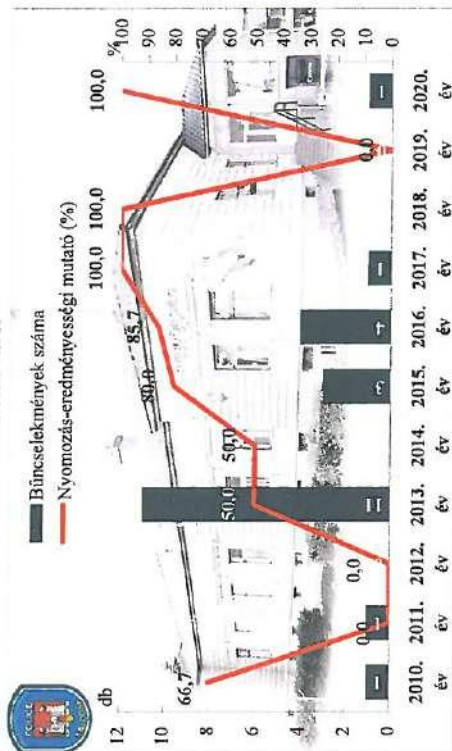 Bűncselekmények száma
Nyomozás-eredményességi mutató (%)
db
%
12
10
8
6
4
2
0
100
90
80
70
60
50
40
30
20
10
0
66,7
0,0
0,0
50,0
50,0
80,0
85,7
100,0
100,0
0,0
100,0
1
1
11
3
4
1
1
2010. év
2011. év
2012. év
2013. év
2014. év
2015. év
2016. év
2017. év
2018. év
2019. év
2020. év